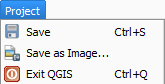 Project
Save Ctrl+S
Save as Image...
Exit QGIS Ctrl+Q